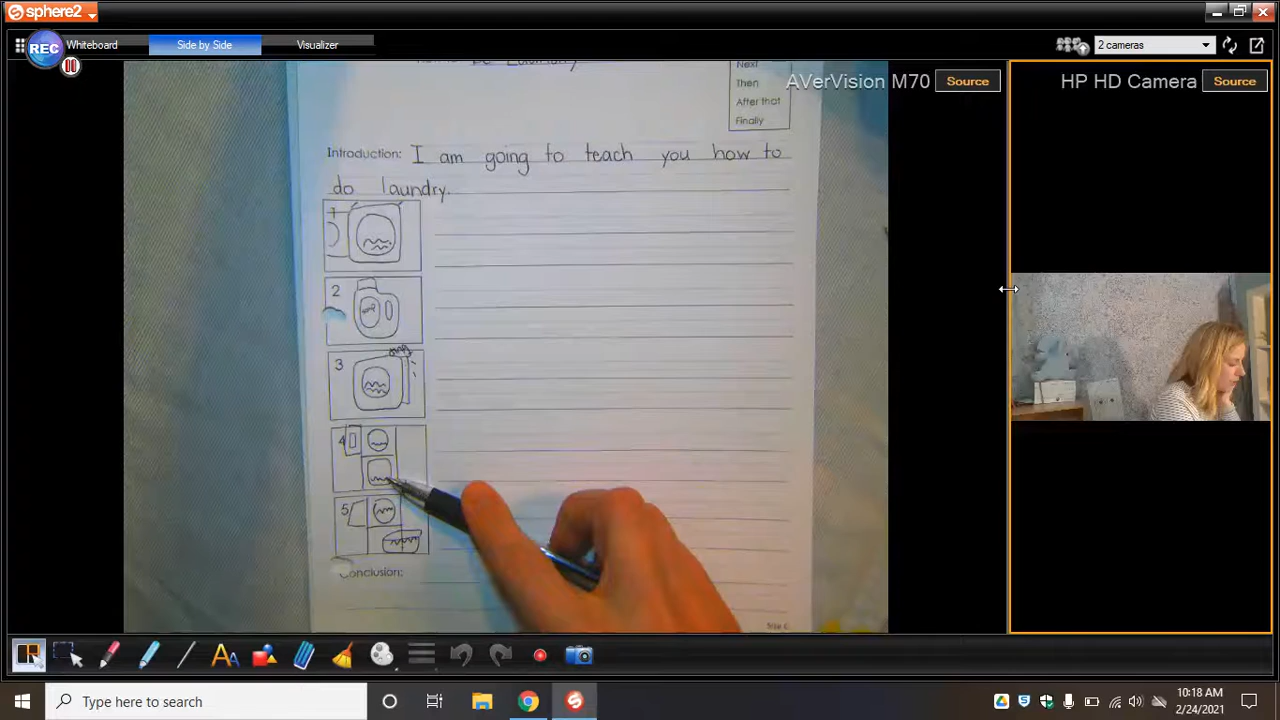 sphere2
REC
Whiteboard
Side by Side
Visualizer
2 cameras
Next
Then
After that
Finally
AVerVision M70
Source
HP HD Camera
Source
Introduction: I am going to teach you how to
do laundry.
1
2
3
4
5
Conclusion:
Type here to search
10:18 AM
2/24/2021